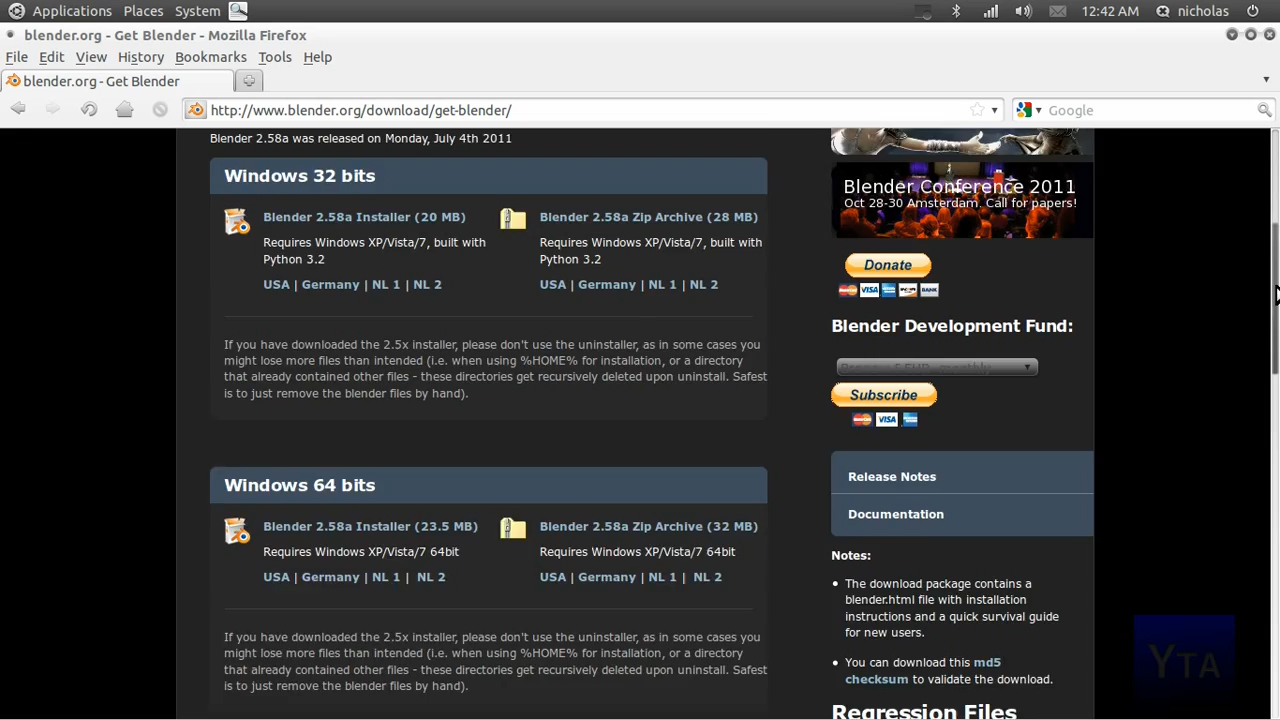 Applications Places System 12:42 AM nicholas
blender.org - Get Blender - Mozilla Firefox
File Edit View History Bookmarks Tools Help
blender.org - Get Blender
http://www.blender.org/download/get-blender/ Google
Blender 2.58a was released on Monday, July 4th 2011
Windows 32 bits
Blender 2.58a Installer (20 MB)
Requires Windows XP/Vista/7, built with
Python 3.2
USA | Germany | NL 1 | NL 2
Blender 2.58a Zip Archive (28 MB)
Requires Windows XP/Vista/7, built with
Python 3.2
USA | Germany | NL 1 | NL 2
If you have downloaded the 2.5x installer, please don't use the uninstaller, as in some cases you
might lose more files than intended (i.e. when using %HOME% for installation, or a directory
that already contained other files - these directories get recursively deleted upon uninstall. Safest
is to just remove the blender files by hand).
Windows 64 bits
Blender 2.58a Installer (23.5 MB)
Requires Windows XP/Vista/7 64bit
USA | Germany | NL 1 | NL 2
Blender 2.58a Zip Archive (32 MB)
Requires Windows XP/Vista/7 64bit
USA | Germany | NL 1 | NL 2
If you have downloaded the 2.5x installer, please don't use the uninstaller, as in some cases you
might lose more files than intended (i.e. when using %HOME% for installation, or a directory
that already contained other files - these directories get recursively deleted upon uninstall. Safest
is to just remove the blender files by hand).
Blender Conference 2011
Oct 28-30 Amsterdam. Call for papers!
Donate
VISA BANK
Blender Development Fund:
Subscribe
VISA
Release Notes
Documentation
Notes:
The download package contains a
blender.html file with installation
instructions and a quick survival guide
for new users.
You can download this md5
checksum to validate the download.
Regression Files
YTA